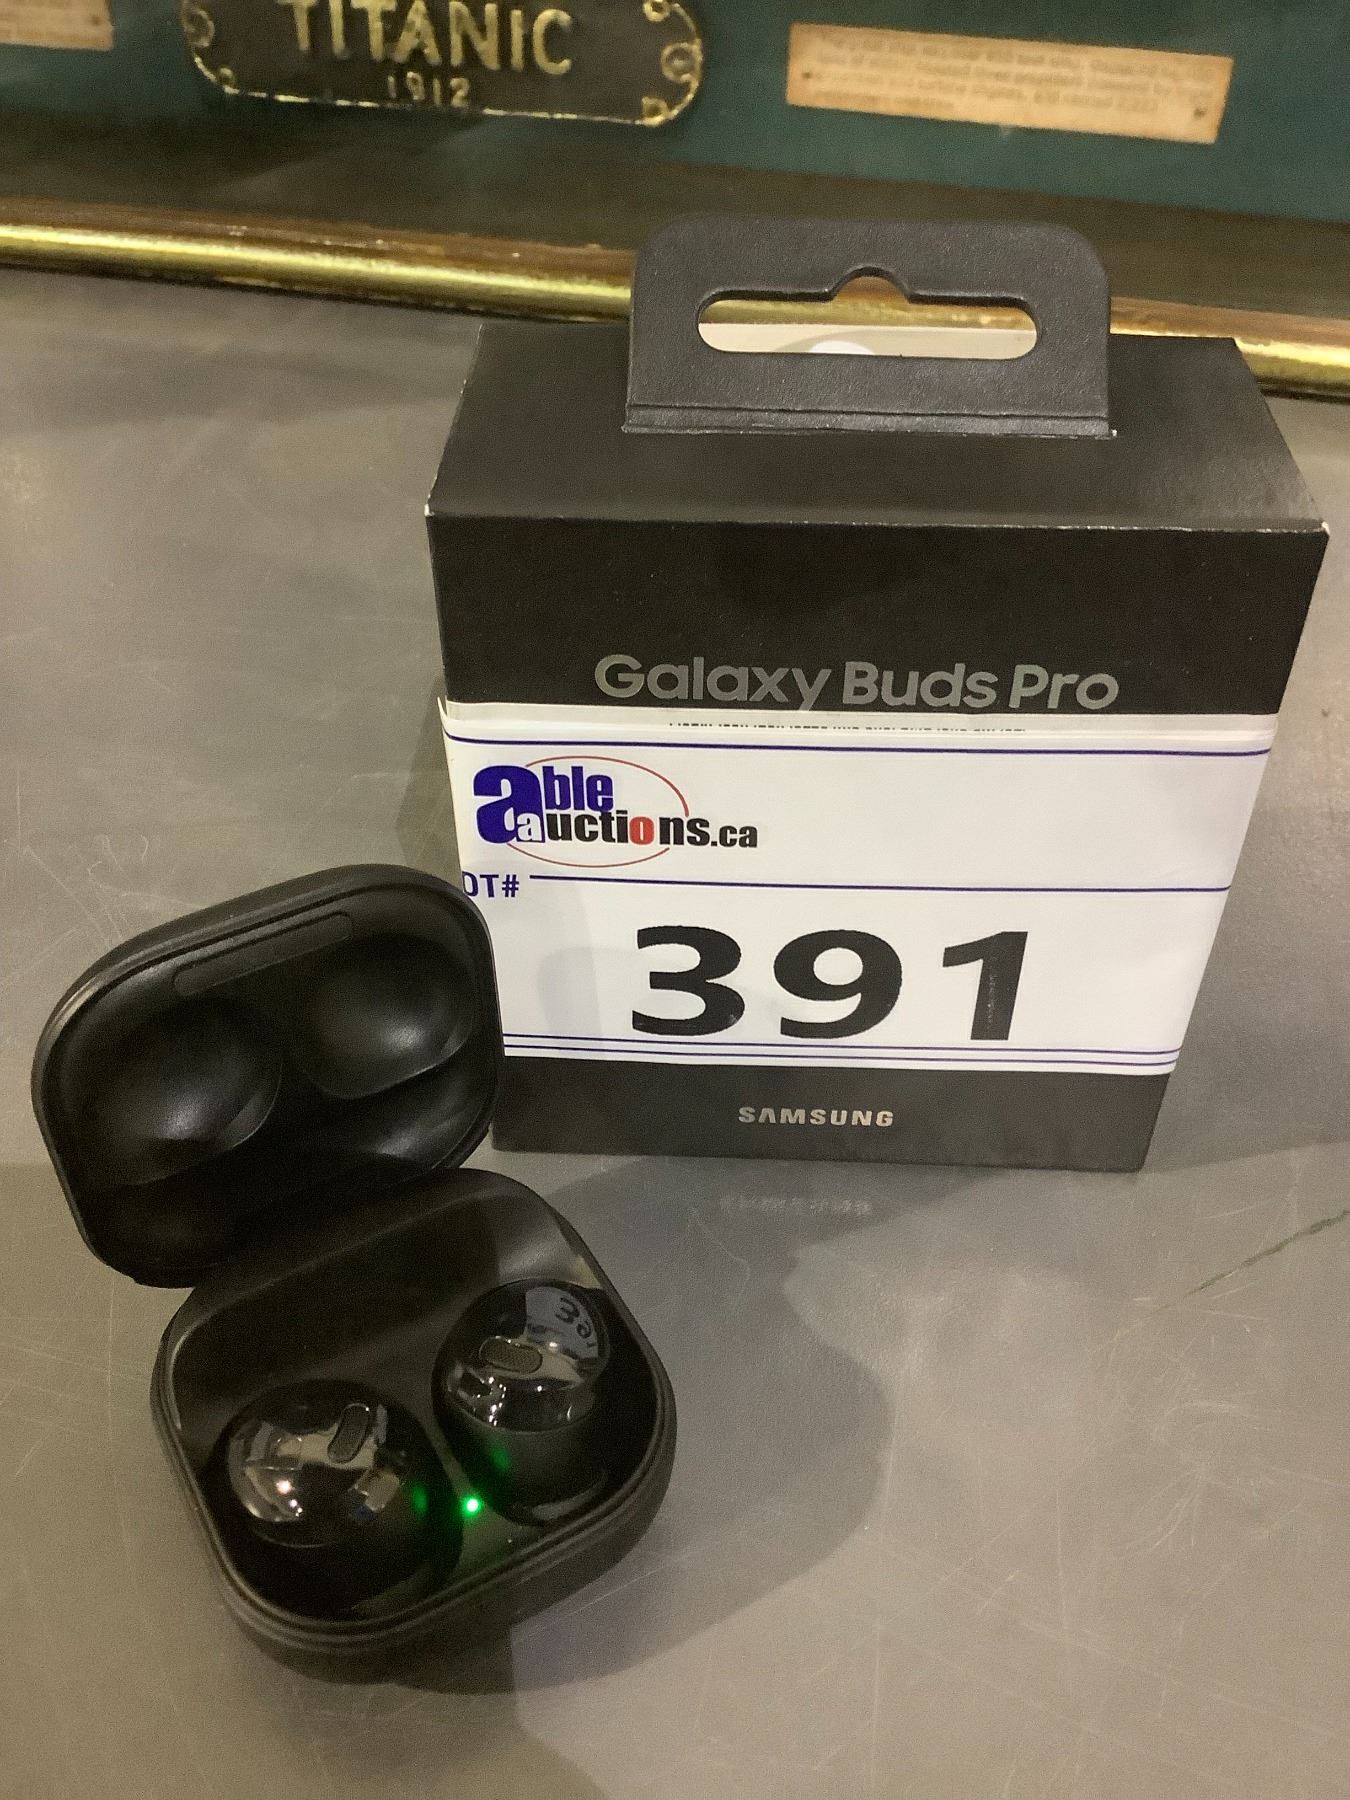 TITANIC
1912
Galaxy Buds Pro
able
auctions.ca
OT#
391
SAMSUNG